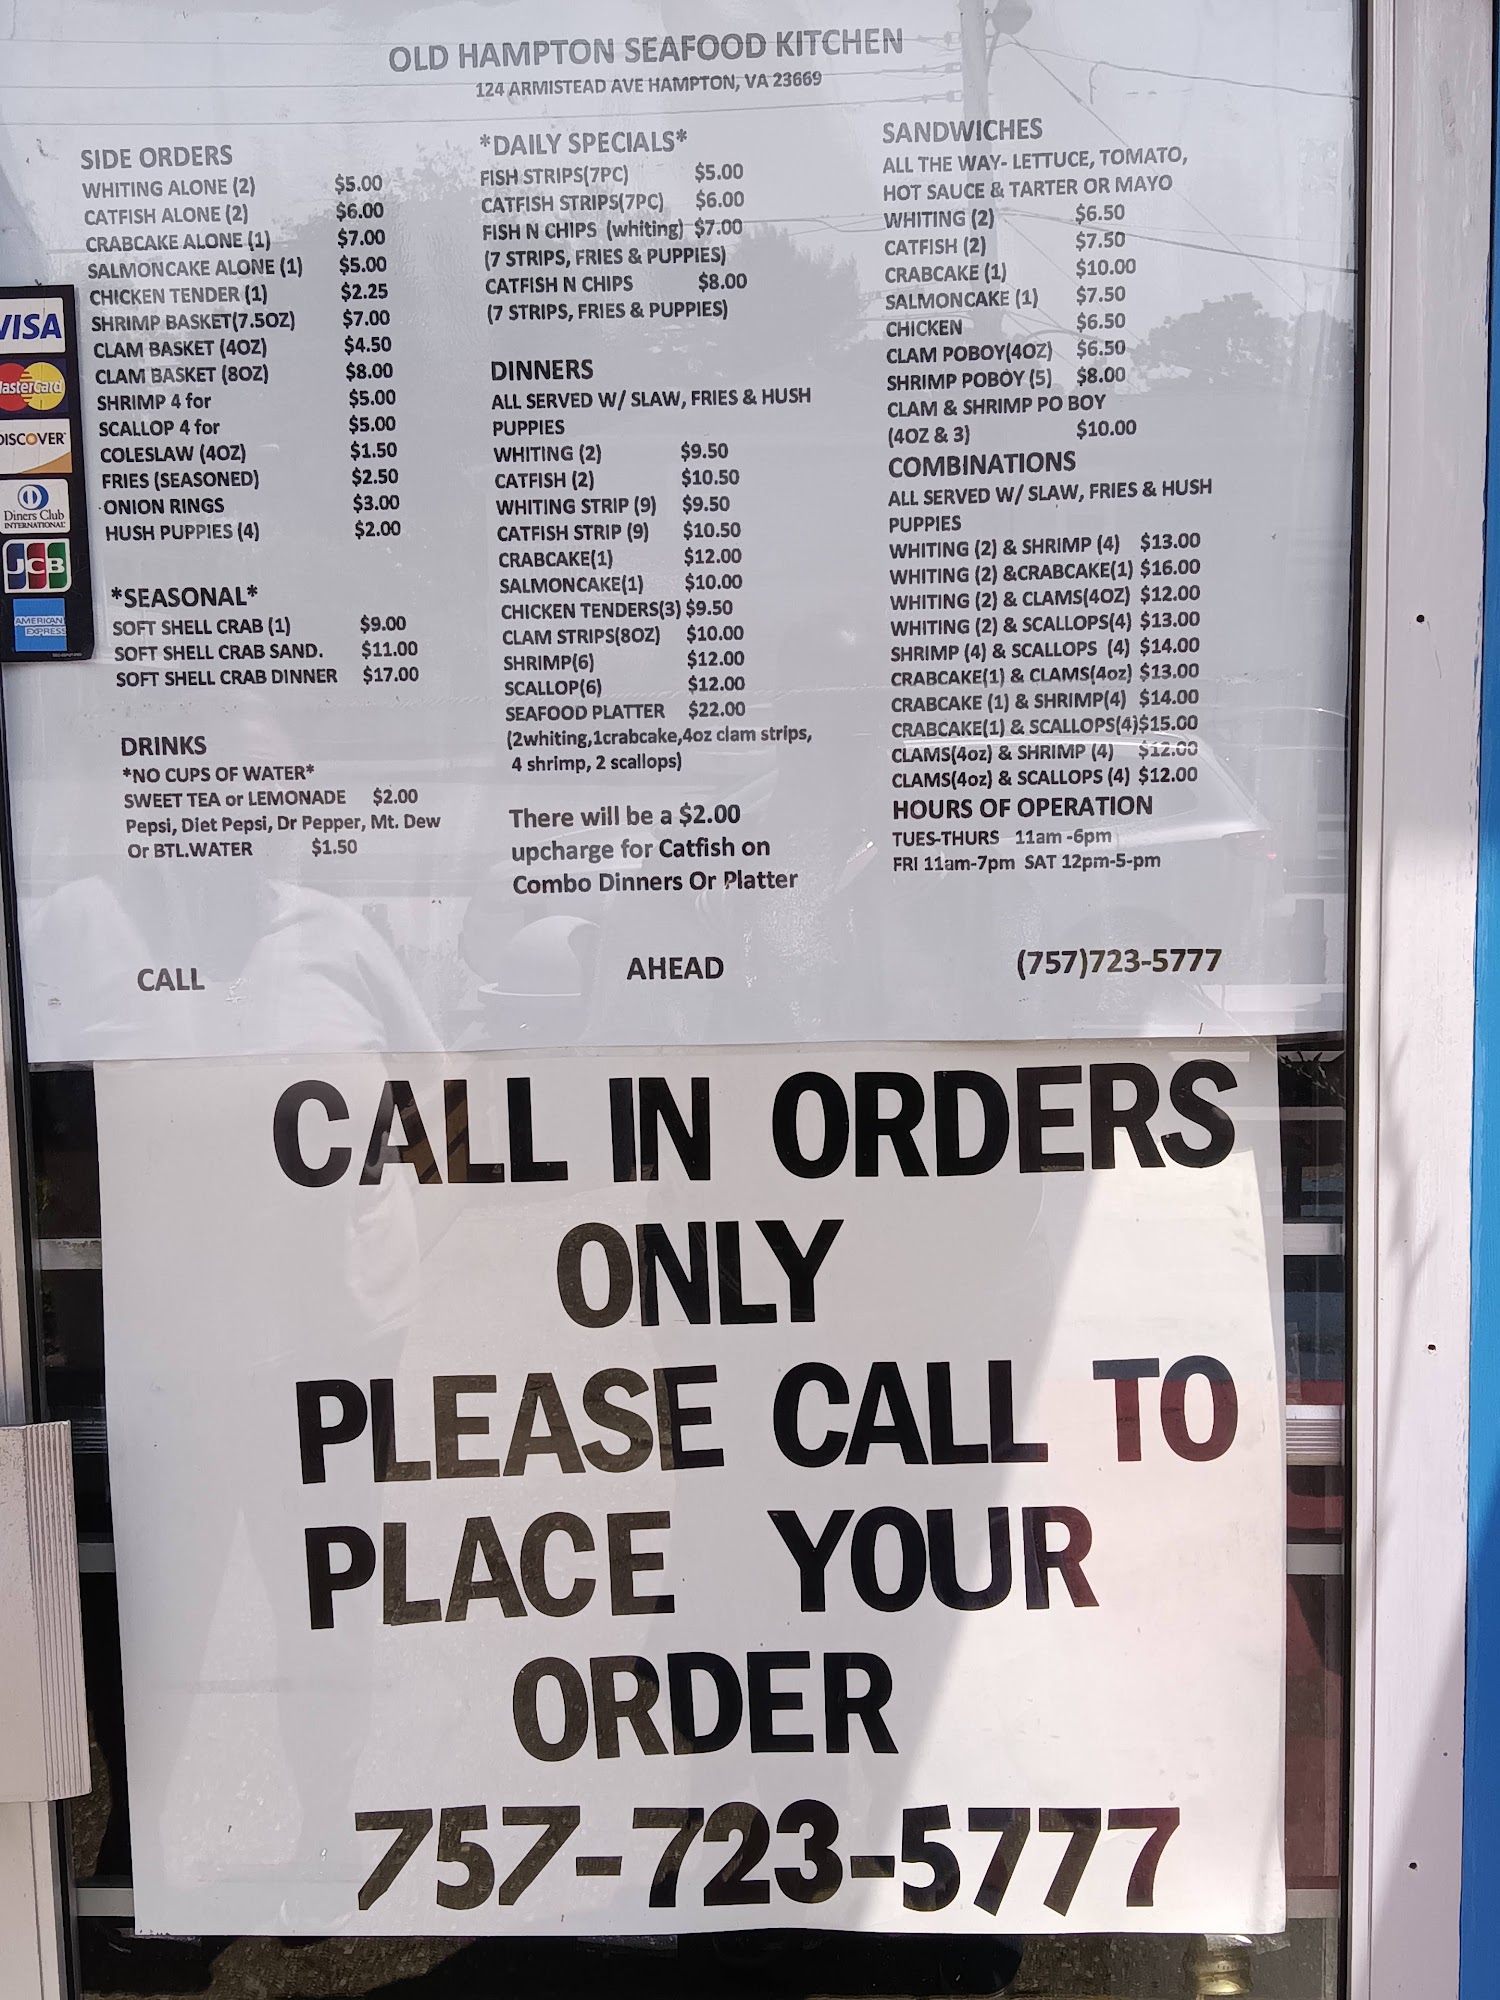 OLD HAMPTON SEAFOOD KITCHEN
124 ARMISTEAD AVE HAMPTON, VA 23669
SIDE ORDERS
WHITING ALONE (2) $5.00
CATFISH ALONE (2) $6.00
CRABCAKE ALONE (1) $7.00
SALMONCAKE ALONE (1) $5.00
CHICKEN TENDER (1) $2.25
SHRIMP BASKET(7.5OZ) $7.00
CLAM BASKET (4OZ) $4.50
CLAM BASKET (8OZ) $8.00
SHRIMP 4 for $5.00
SCALLOP 4 for $5.00
COLESLAW (4OZ) $1.50
FRIES (SEASONED) $2.50
ONION RINGS $3.00
HUSH PUPPIES (4) $2.00
*SEASONAL*
SOFT SHELL CRAB (1) $9.00
SOFT SHELL CRAB SAND. $11.00
SOFT SHELL CRAB DINNER $17.00
DRINKS
*NO CUPS OF WATER*
SWEET TEA or LEMONADE $2.00
Pepsi, Diet Pepsi, Dr Pepper, Mt. Dew
Or BTL.WATER $1.50
*DAILY SPECIALS*
FISH STRIPS(7PC) $5.00
CATFISH STRIPS(7PC) $6.00
FISH N CHIPS (whiting) $7.00
(7 STRIPS, FRIES & PUPPIES)
CATFISH N CHIPS $8.00
(7 STRIPS, FRIES & PUPPIES)
DINNERS
ALL SERVED W/ SLAW, FRIES & HUSH
PUPPIES
WHITING (2) $9.50
CATFISH (2) $10.50
WHITING STRIP (9) $9.50
CATFISH STRIP (9) $10.50
CRABCAKE(1) $12.00
SALMONCAKE(1) $10.00
CHICKEN TENDERS(3) $9.50
CLAM STRIPS(8OZ) $10.00
SHRIMP(6) $12.00
SCALLOP(6) $12.00
SEAFOOD PLATTER $22.00
(2whiting,1crabcake,4oz clam strips,
4 shrimp, 2 scallops)
There will be a $2.00
upcharge for Catfish on
Combo Dinners Or Platter
SANDWICHES
ALL THE WAY- LETTUCE, TOMATO,
HOT SAUCE & TARTER OR MAYO
WHITING (2) $6.50
CATFISH (2) $7.50
CRABCAKE (1) $10.00
SALMONCAKE (1) $7.50
CHICKEN $6.50
CLAM POBOY(4OZ) $6.50
SHRIMP POBOY (5) $8.00
CLAM & SHRIMP PO BOY
(4OZ & 3) $10.00
COMBINATIONS
ALL SERVED W/ SLAW, FRIES & HUSH
PUPPIES
WHITING (2) & SHRIMP (4) $13.00
WHITING (2) &CRABCAKE(1) $16.00
WHITING (2) & CLAMS(4OZ) $12.00
WHITING (2) & SCALLOPS(4) $13.00
SHRIMP (4) & SCALLOPS (4) $14.00
CRABCAKE(1) & CLAMS(4oz) $13.00
CRABCAKE (1) & SHRIMP(4) $14.00
CRABCAKE(1) & SCALLOPS(4)$15.00
CLAMS(4oz) & SHRIMP (4) $12.00
CLAMS(4oz) & SCALLOPS (4) $12.00
HOURS OF OPERATION
TUES-THURS 11am -6pm
FRI 11am-7pm SAT 12pm-5-pm
CALL AHEAD (757)723-5777
VISA
MasterCard
DISCOVER
Diners Club
INTERNATIONAL
JCB
AMERICAN
EXPRESS
CALL IN ORDERS
ONLY
PLEASE CALL TO
PLACE YOUR
ORDER
757-723-5777